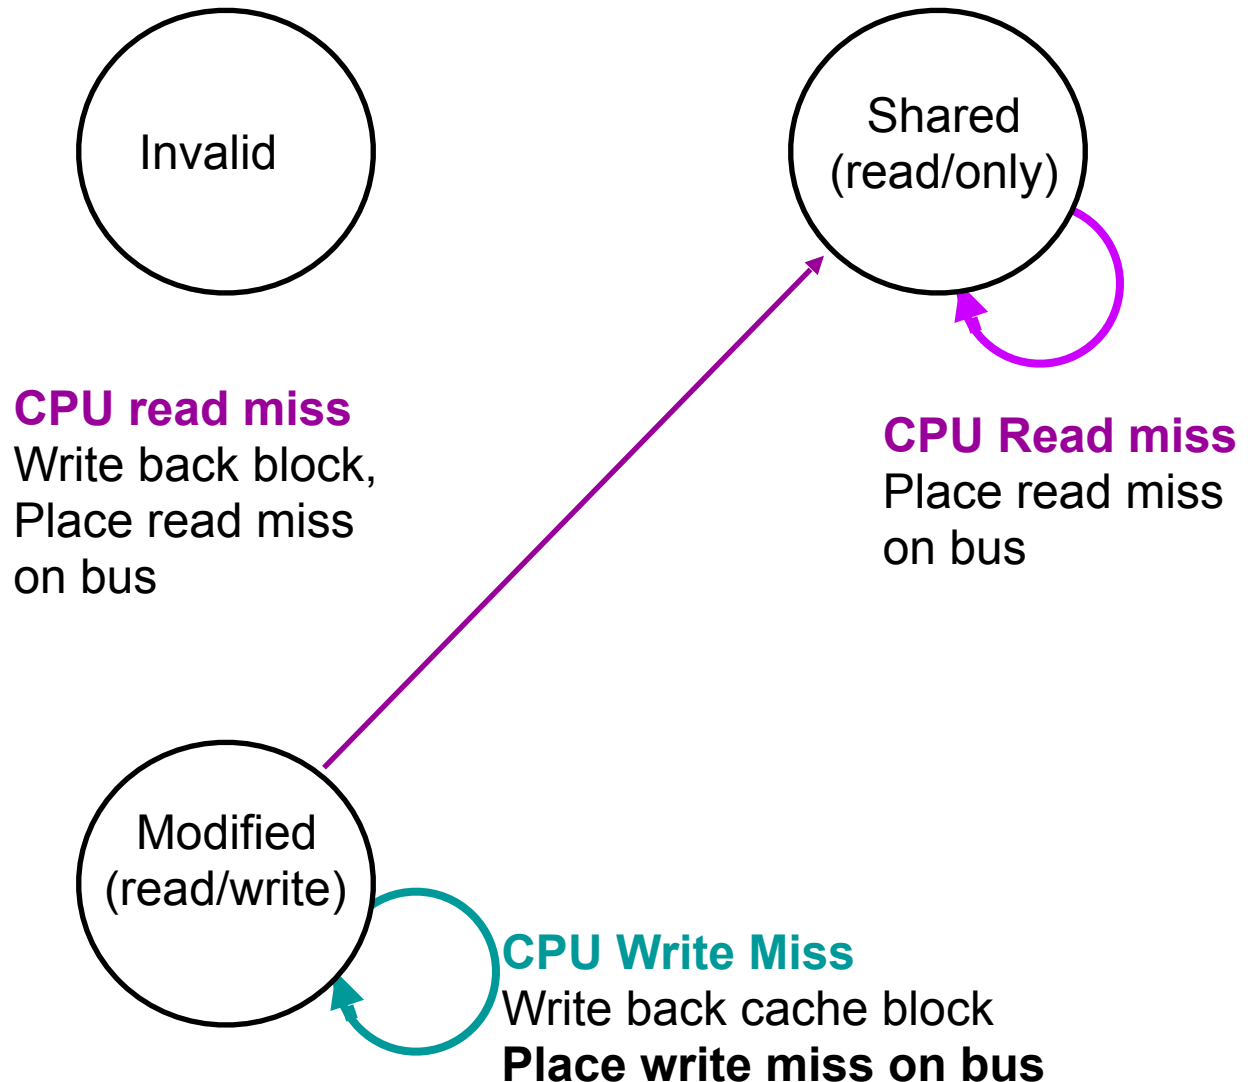 Invalid
Shared
(read/only)
CPU read miss
Write back block,
Place read miss
on bus
CPU Read miss
Place read miss
on bus
Modified
(read/write)
CPU Write Miss
Write back cache block
Place write miss on bus